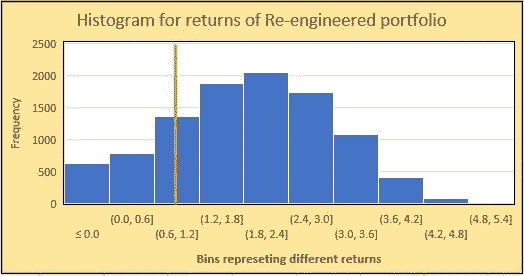 Histogram for returns of Re-engineered portfolio
2500
2000
1500
1000
500
0
Frequency
(0.0, 0.6] (1.2, 1.8] (2.4, 3.0] (3.6, 4.2] (4.8, 5.4]
≤ 0.0 (0.6, 1.2] (1.8, 2.4] (3.0, 3.6] (4.2, 4.8]
Bins represeting different returns